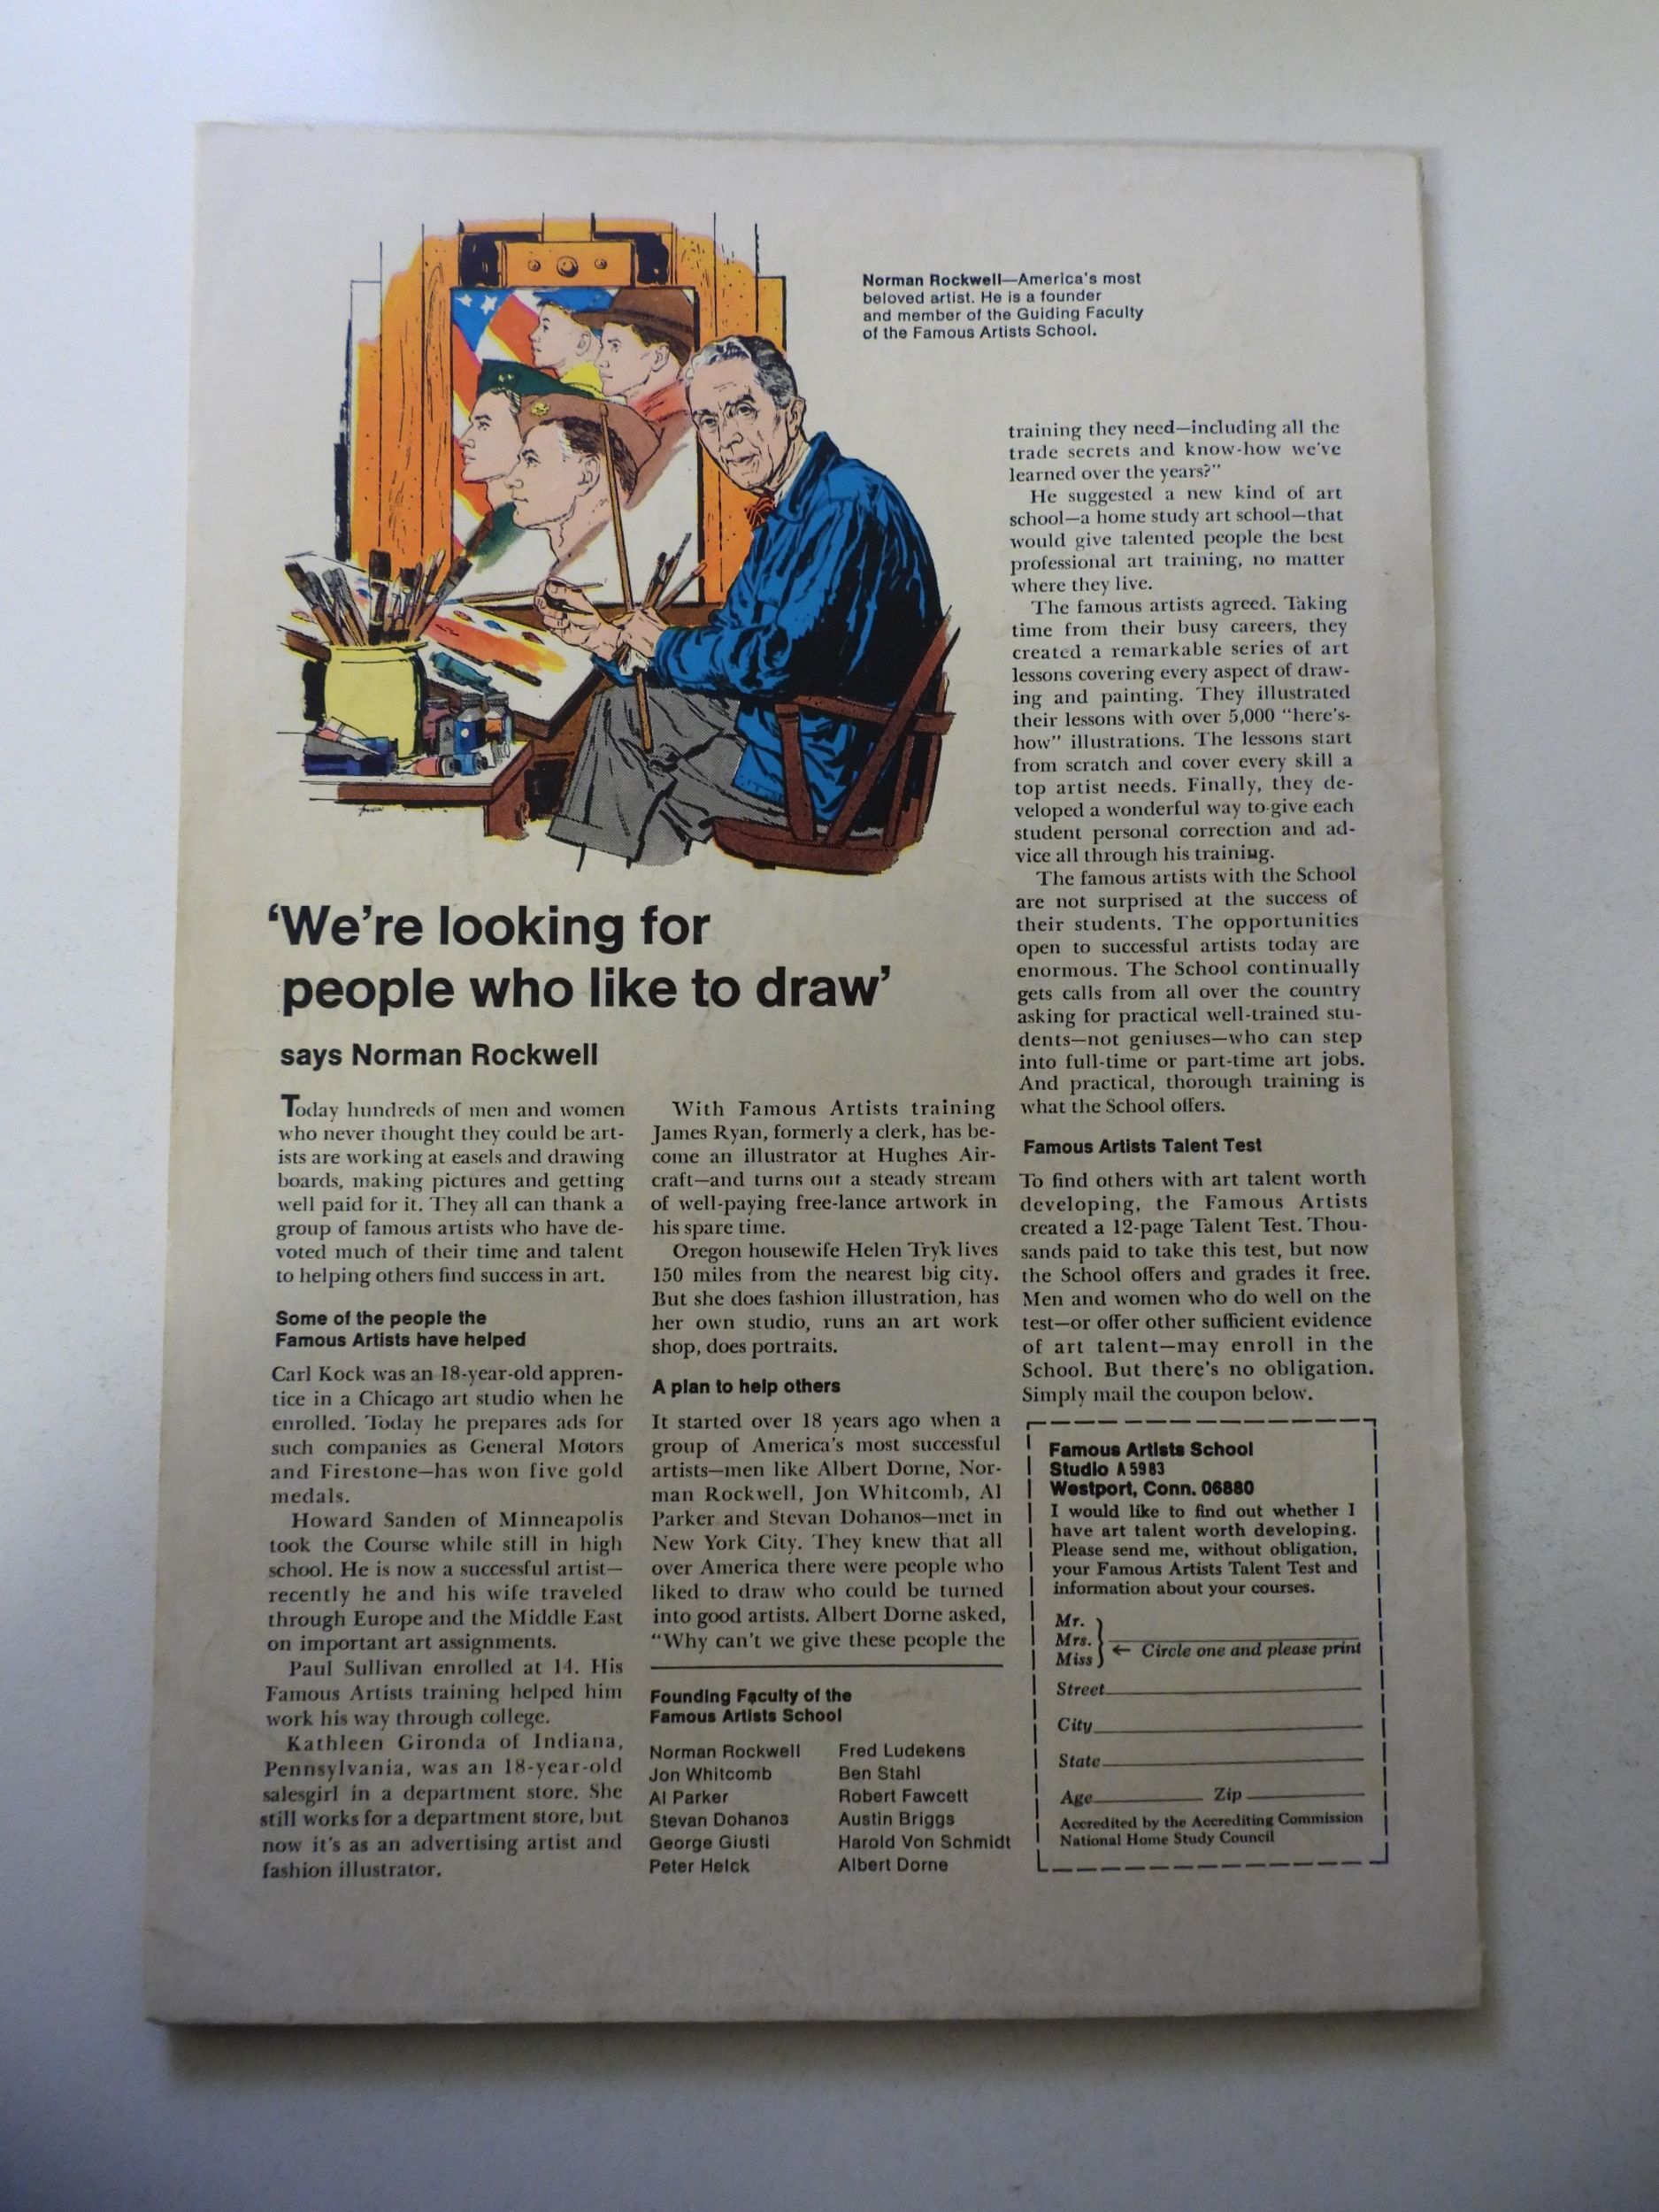 Norman Rockwell—America's most
beloved artist. He is a founder
and member of the Guiding Faculty
of the Famous Artists School.
'We're looking for
people who like to draw'
says Norman Rockwell
Today hundreds of men and women
who never thought they could be art-
ists are working at easels and drawing
boards, making pictures and getting
well paid for it. They all can thank a
group of famous artists who have de-
voted much of their time and talent
to helping others find success in art.
Some of the people the
Famous Artists have helped
Carl Kock was an 18-year-old appren-
tice in a Chicago art studio when he
enrolled. Today he prepares ads for
such companies as General Motors
and Firestone—has won five gold
medals.
Howard Sanden of Minneapolis
took the Course while still in high
school. He is now a successful artist—
recently he and his wife traveled
through Europe and the Middle East
on important art assignments.
Paul Sullivan enrolled at 14. His
Famous Artists training helped him
work his way through college.
Kathleen Gironda of Indiana,
Pennsylvania, was an 18-year-old
salesgirl in a department store. She
still works for a department store, but
now it's as an advertising artist and
fashion illustrator.
With Famous Artists training
James Ryan, formerly a clerk, has be-
come an illustrator at Hughes Air-
craft—and turns out a steady stream
of well-paying free-lance artwork in
his spare time.
Oregon housewife Helen Tryk lives
150 miles from the nearest big city.
But she does fashion illustration, has
her own studio, runs an art work
shop, does portraits.
A plan to help others
It started over 18 years ago when a
group of America's most successful
artists—men like Albert Dorne, Nor-
man Rockwell, Jon Whitcomb, Al
Parker and Stevan Dohanos—met in
New York City. They knew that all
over America there were people who
liked to draw who could be turned
into good artists. Albert Dorne asked,
"Why can't we give these people the
training they need—including all the
trade secrets and know-how we've
learned over the years?"
He suggested a new kind of art
school—a home study art school—that
would give talented people the best
professional art training, no matter
where they live.
The famous artists agreed. Taking
time from their busy careers, they
created a remarkable series of art
lessons covering every aspect of draw-
ing and painting. They illustrated
their lessons with over 5,000 "here's-
how" illustrations. The lessons start
from scratch and cover every skill a
top artist needs. Finally, they de-
veloped a wonderful way to give each
student personal correction and ad-
vice all through his training.
The famous artists with the School
are not surprised at the success of
their students. The opportunities
open to successful artists today are
enormous. The School continually
gets calls from all over the country
asking for practical well-trained stu-
dents—not geniuses—who can step
into full-time or part-time art jobs.
And practical, thorough training is
what the School offers.
Famous Artists Talent Test
To find others with art talent worth
developing, the Famous Artists
created a 12-page Talent Test. Thou-
sands paid to take this test, but now
the School offers and grades it free.
Men and women who do well on the
test—or offer other sufficient evidence
of art talent—may enroll in the
School. But there's no obligation.
Simply mail the coupon below.
Founding Faculty of the
Famous Artists School
Norman Rockwell
Jon Whitcomb
Al Parker
Stevan Dohanos
George Giusti
Peter Helck
Fred Ludekens
Ben Stahl
Robert Fawcett
Austin Briggs
Harold Von Schmidt
Albert Dorne
Famous Artists School
Studio A5983
Westport, Conn. 06880
I would like to find out whether I
have art talent worth developing.
Please send me, without obligation,
your Famous Artists Talent Test and
information about your courses.
Mr.
Mrs.
Miss
← Circle one and please print
Street
City
State
Age Zip
Accredited by the Accrediting Commission
National Home Study Council